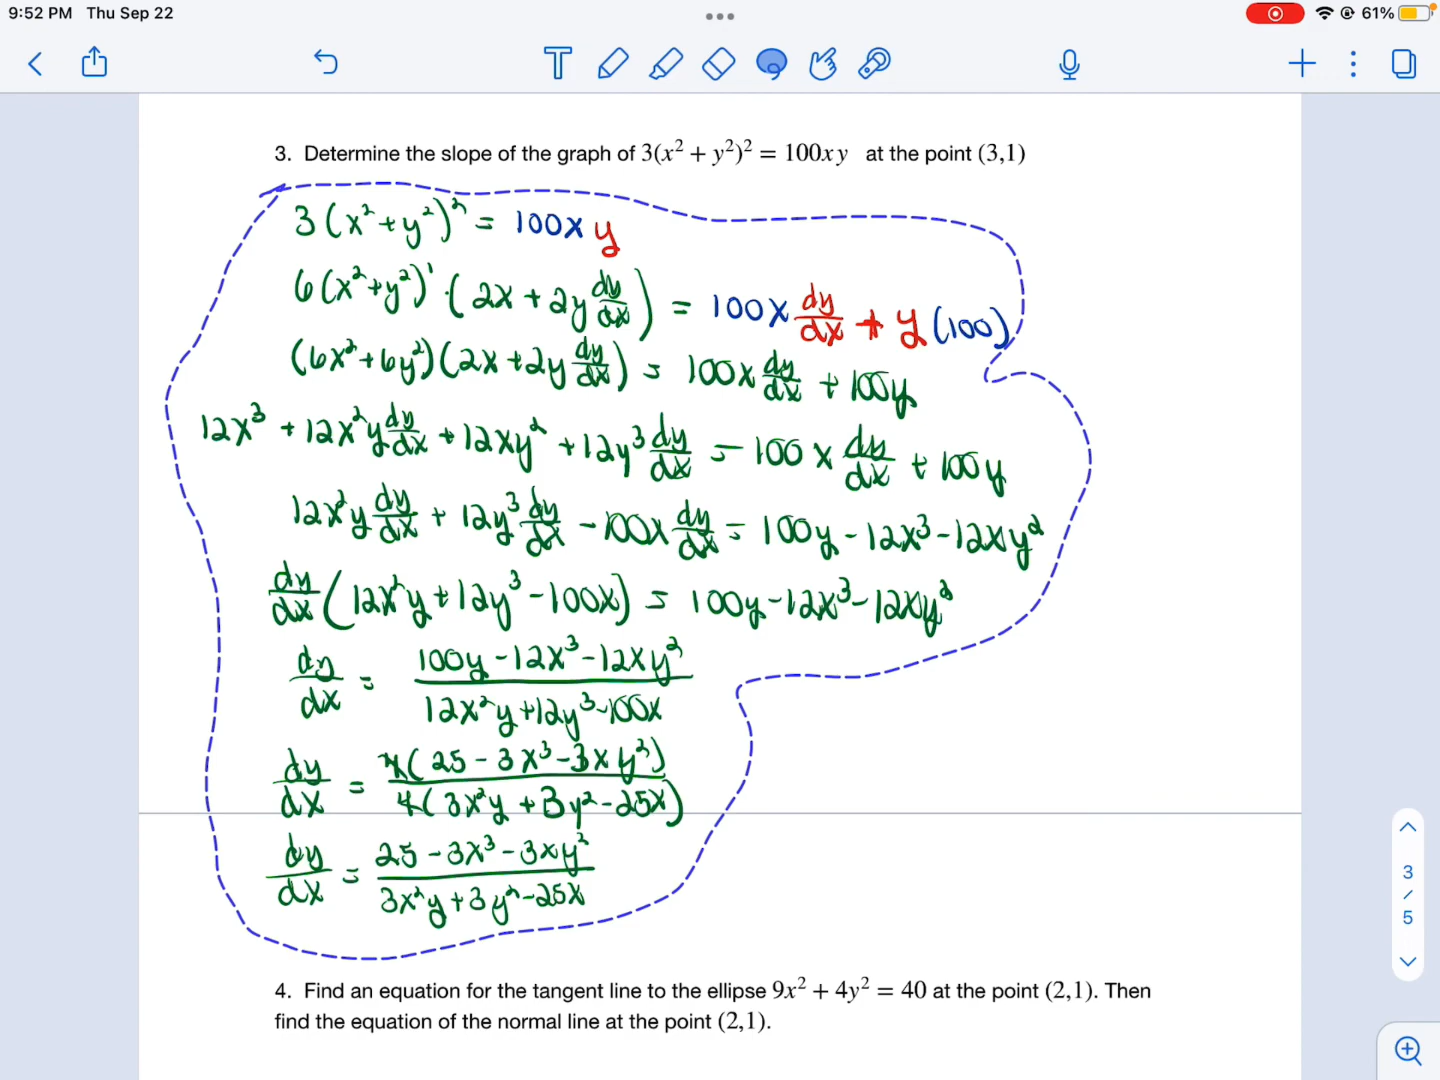 9:52 PM Thu Sep 22
61%
3. Determine the slope of the graph of 3(x² + y²)² = 100xy at the point (3,1)
3(x²+y²)² = 100x y
6(x²+y²)¹·(2x + 2y dy/dx) = 100x dy/dx + y(100)
(6x²+6y²)(2x+2y dy/dx) = 100x dy/dx + 100y
12x³ + 12x²y dy/dx + 12xy² + 12y³ dy/dx = 100x dy/dx + 100y
12x²y dy/dx + 12y³ dy/dx - 100x dy/dx = 100y - 12x³ - 12xy²
dy/dx (12x²y + 12y³ - 100x) = 100y - 12x³ - 12xy²
dy/dx = (100y - 12x³ - 12xy²)/(12x²y + 12y³ - 100x)
dy/dx = 4(25 - 3x³ - 3xy²)/4(3x²y + 3y² - 25x)
dy/dx = (25 - 3x³ - 3xy²)/(3x²y + 3y² - 25x)
3
/
5
4. Find an equation for the tangent line to the ellipse 9x² + 4y² = 40 at the point (2,1). Then
find the equation of the normal line at the point (2,1).